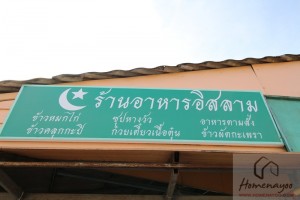 ร้านอาหารอิสลาม
ข้าวหมกไก่ ซุปหางวัว อาหารตามสั่ง
ข้าวคลุกกะปิ ก๋วยเตี๋ยวเนื้อตุ๋น ข้าวผัดกะเพรา
Homenayoo